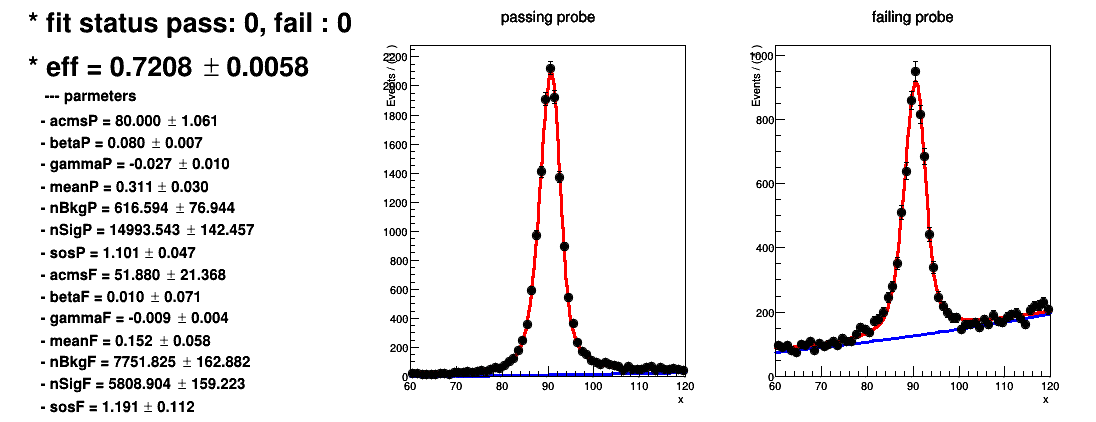 * fit status pass: 0, fail : 0
* eff = 0.7208 ± 0.0058
--- parmeters
- acmsP = 80.000 ± 1.061
- betaP = 0.080 ± 0.007
- gammaP = -0.027 ± 0.010
- meanP = 0.311 ± 0.030
- nBkgP = 616.594 ± 76.944
- nSigP = 14993.543 ± 142.457
- sosP = 1.101 ± 0.047
- acmsF = 51.880 ± 21.368
- betaF = 0.010 ± 0.071
- gammaF = -0.009 ± 0.004
- meanF = 0.152 ± 0.058
- nBkgF = 7751.825 ± 162.882
- nSigF = 5808.904 ± 159.223
- sosF = 1.191 ± 0.112
passing probe
Events / (
2200
2000
1800
1600
1400
1200
1000
800
600
400
200
0
60 70 80 90 100 110 120
x
failing probe
Events / (
1000
800
600
400
200
0
60 70 80 90 100 110 120
x